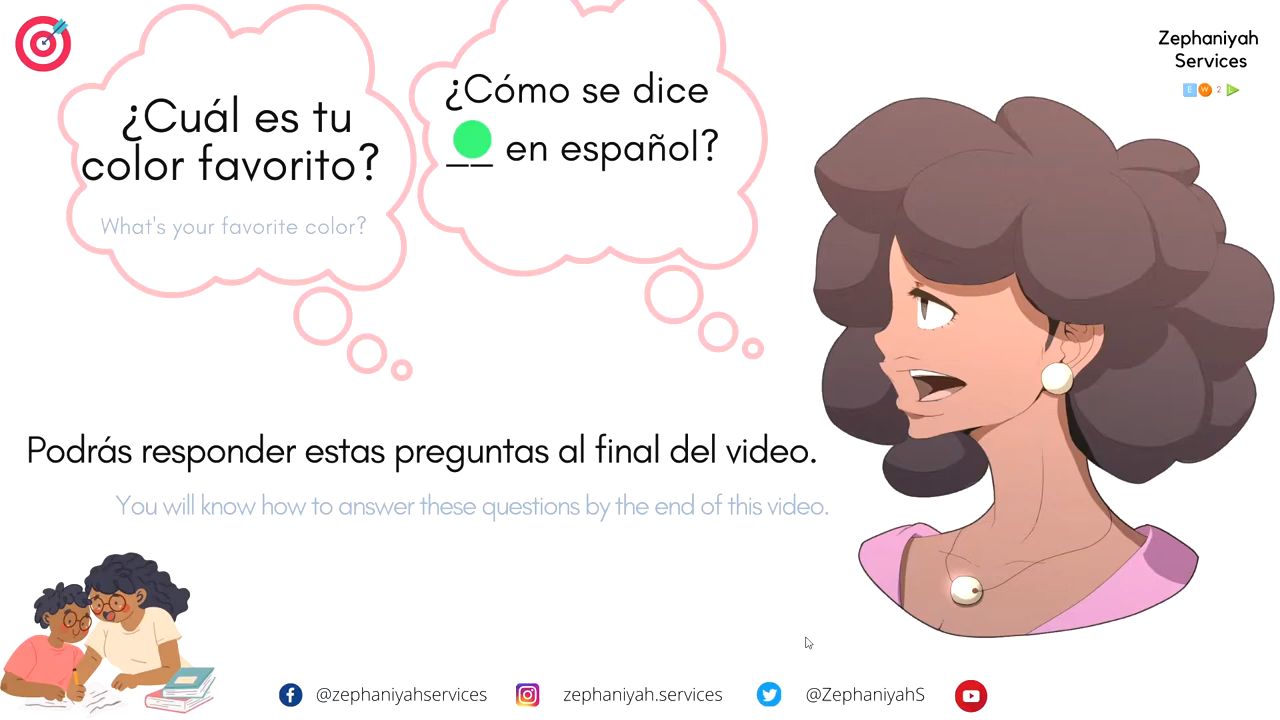 ¿Cuál es tu
color favorito?
What's your favorite color?
¿Cómo se dice
__ en español?
Zephaniyah
Services
E W 2
Podrás responder estas preguntas al final del video.
You will know how to answer these questions by the end of this video.
@zephaniyahservices
zephaniyah.services
@ZephaniyahS